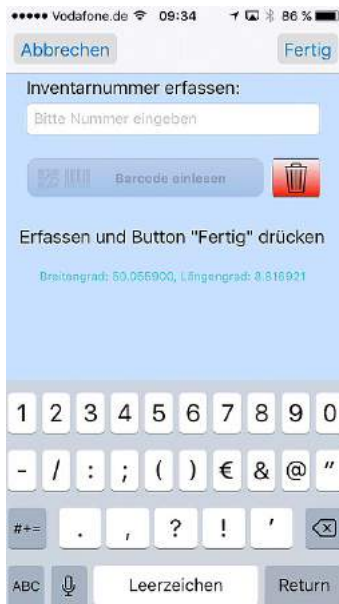 ●●●●● Vodafone.de 09:34 86 %
Abbrechen Fertig
Inventarnummer erfassen:
Bitte Nummer eingeben
Barcode einlesen
Erfassen und Button "Fertig" drücken
Breitengrad: 50.055900, Längengrad: 8.816921
1 2 3 4 5 6 7 8 9 0
- / : ; ( ) € & @ "
#+= . , ? ! '
ABC Leerzeichen Return